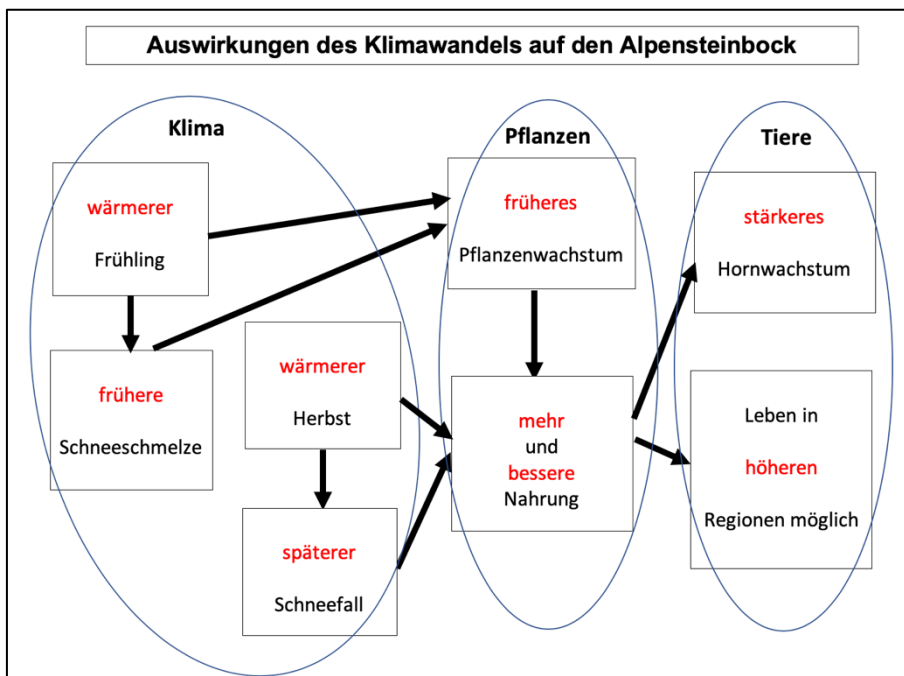 Auswirkungen des Klimawandels auf den Alpensteinbock
Klima
wärmerer
Frühling
frühere
Schneeschmelze
wärmerer
Herbst
späterer
Schneefall
Pflanzen
früheres
Pflanzenwachstum
mehr
und
bessere
Nahrung
Tiere
stärkeres
Hornwachstum
Leben in
höheren
Regionen möglich